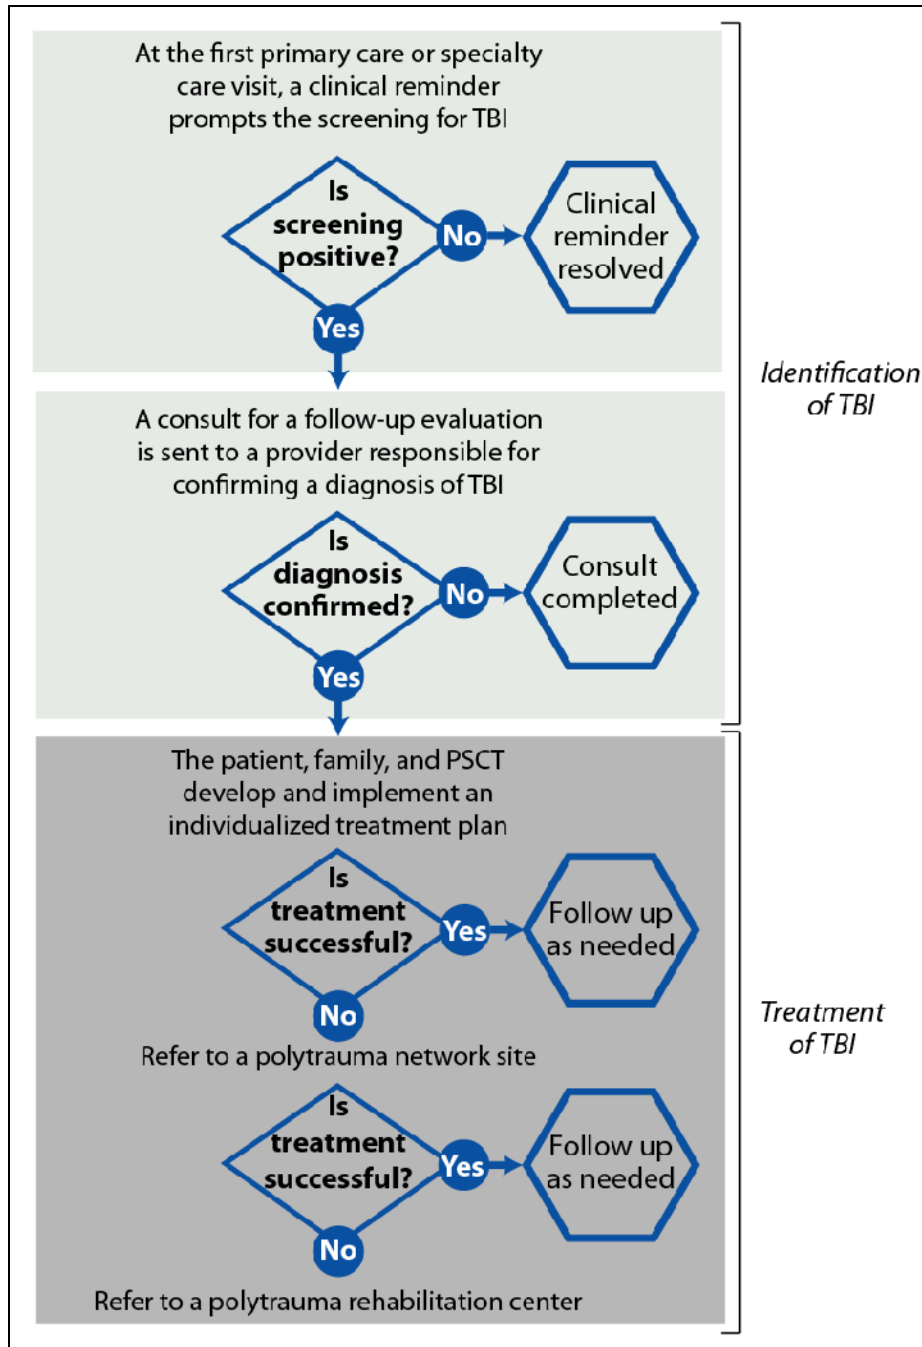 At the first primary care or specialty
care visit, a clinical reminder
prompts the screening for TBI
Is
screening
positive?
No
Clinical
reminder
resolved
Yes
Identification
of TBI
A consult for a follow-up evaluation
is sent to a provider responsible for
confirming a diagnosis of TBI
Is
diagnosis
confirmed?
No
Consult
completed
Yes
The patient, family, and PSCT
develop and implement an
individualized treatment plan
Is
treatment
successful?
Yes
Follow up
as needed
No
Refer to a polytrauma network site
Treatment
of TBI
Is
treatment
successful?
Yes
Follow up
as needed
No
Refer to a polytrauma rehabilitation center